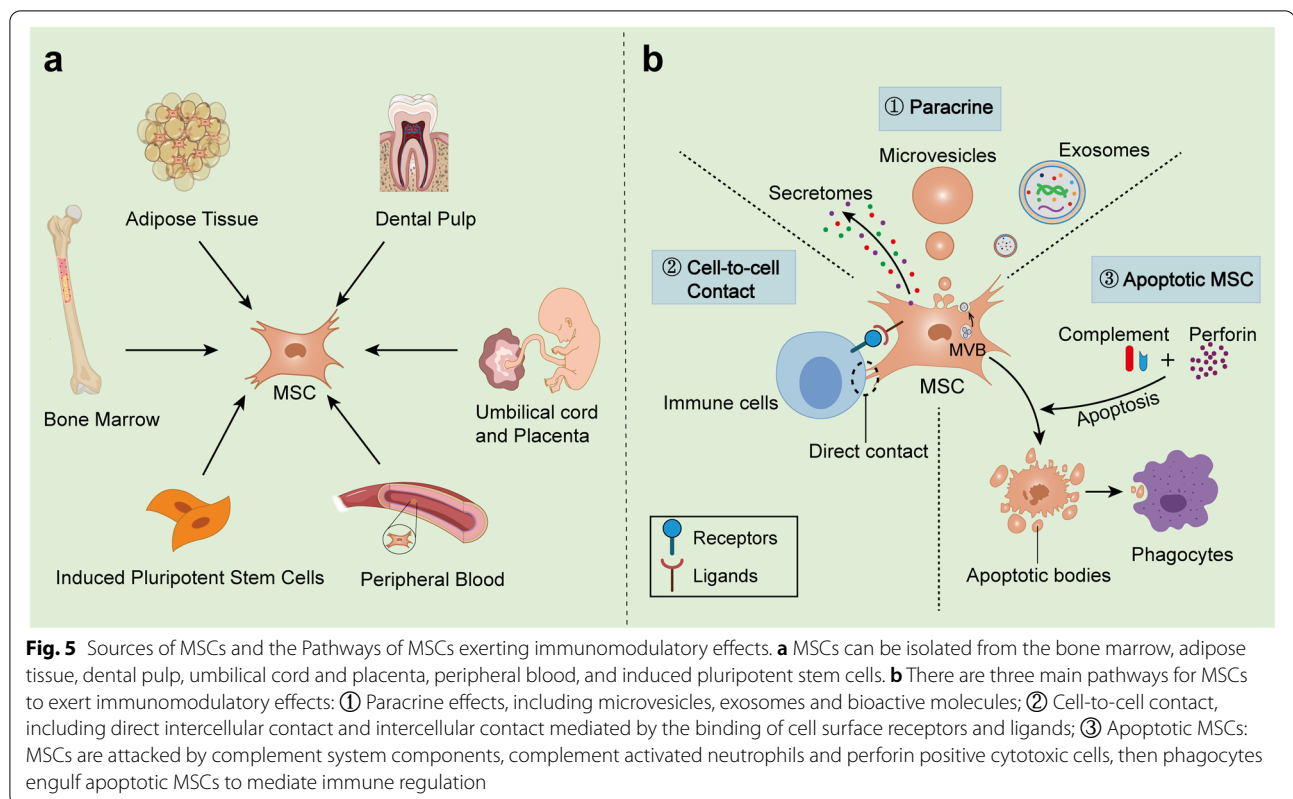 a
Adipose Tissue
Dental Pulp
Bone Marrow
MSC
Umbilical cord
and Placenta
Induced Pluripotent Stem Cells
Peripheral Blood
b
① Paracrine
Microvesicles
Exosomes
Secretomes
② Cell-to-cell
Contact
③ Apoptotic MSC
Complement
Perforin
+
MVB
MSC
Immune cells
Apoptosis
Direct contact
Receptors
Ligands
Apoptotic bodies
Phagocytes
Fig. 5 Sources of MSCs and the Pathways of MSCs exerting immunomodulatory effects. a MSCs can be isolated from the bone marrow, adipose
tissue, dental pulp, umbilical cord and placenta, peripheral blood, and induced pluripotent stem cells. b There are three main pathways for MSCs
to exert immunomodulatory effects: ① Paracrine effects, including microvesicles, exosomes and bioactive molecules; ② Cell-to-cell contact,
including direct intercellular contact and intercellular contact mediated by the binding of cell surface receptors and ligands; ③ Apoptotic MSCs:
MSCs are attacked by complement system components, complement activated neutrophils and perforin positive cytotoxic cells, then phagocytes
engulf apoptotic MSCs to mediate immune regulation